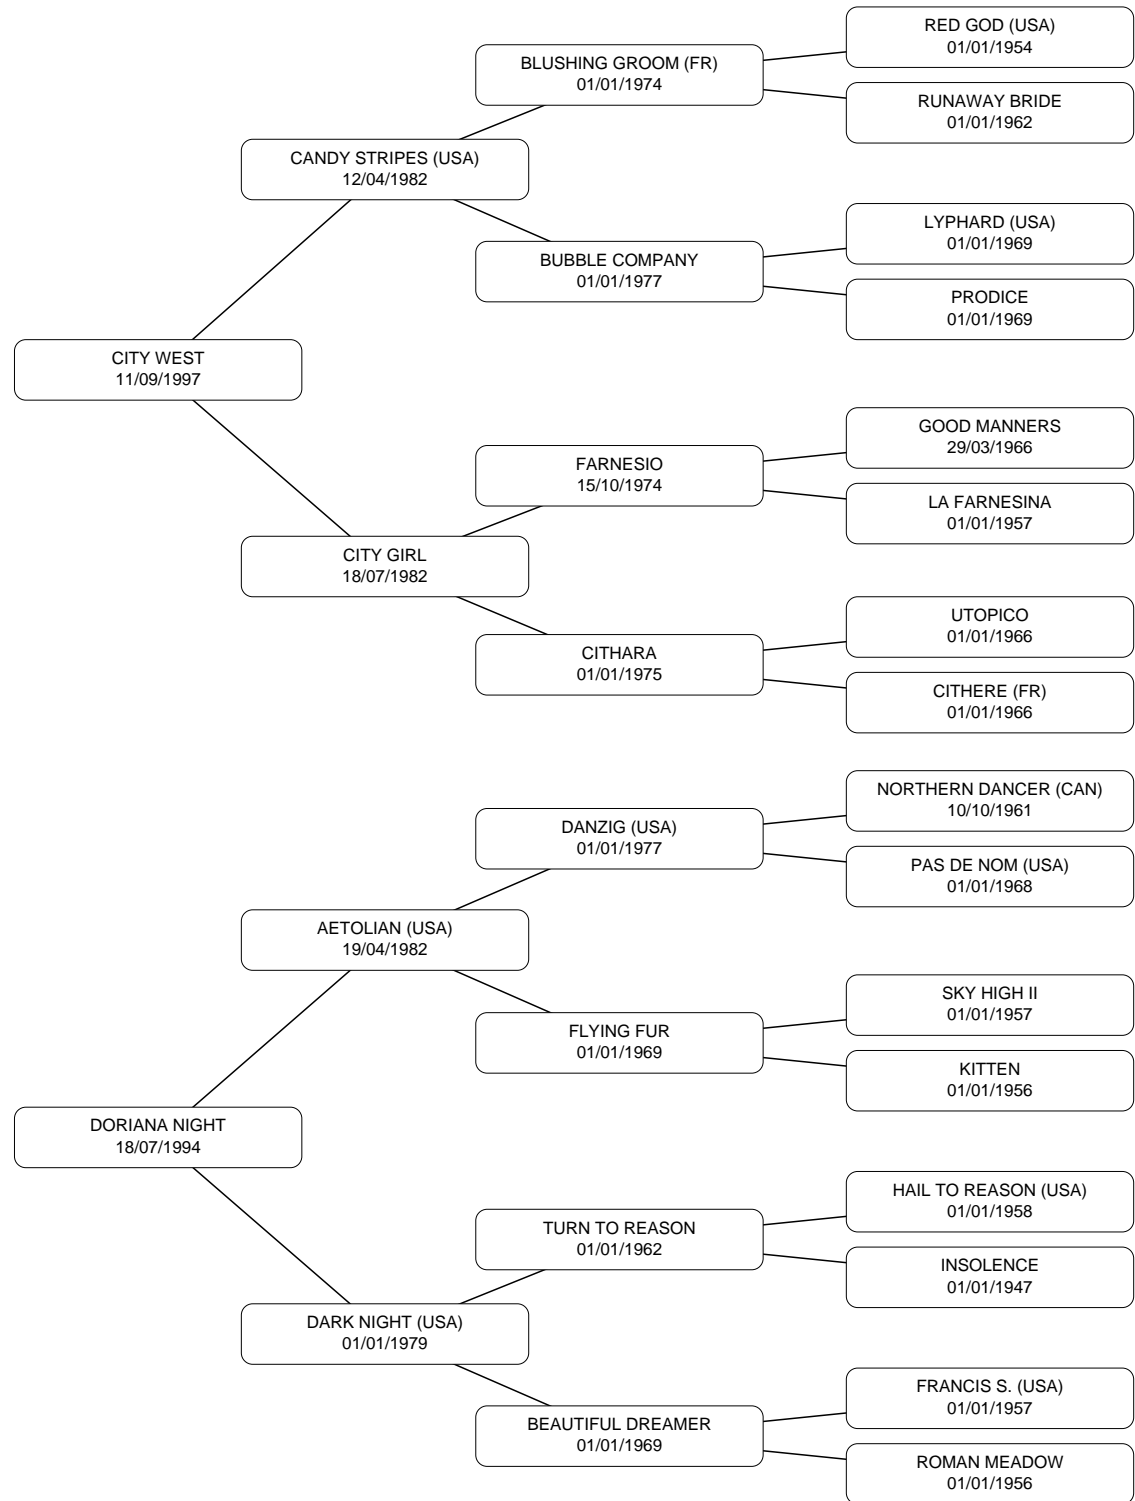 RED GOD (USA)
01/01/1954
BLUSHING GROOM (FR)
01/01/1974
RUNAWAY BRIDE
01/01/1962
CANDY STRIPES (USA)
12/04/1982
LYPHARD (USA)
01/01/1969
BUBBLE COMPANY
01/01/1977
PRODICE
01/01/1969
CITY WEST
11/09/1997
GOOD MANNERS
29/03/1966
FARNESIO
15/10/1974
LA FARNESINA
01/01/1957
CITY GIRL
18/07/1982
UTOPICO
01/01/1966
CITHARA
01/01/1975
CITHERE (FR)
01/01/1966
NORTHERN DANCER (CAN)
10/10/1961
DANZIG (USA)
01/01/1977
PAS DE NOM (USA)
01/01/1968
AETOLIAN (USA)
19/04/1982
SKY HIGH II
01/01/1957
FLYING FUR
01/01/1969
KITTEN
01/01/1956
DORIANA NIGHT
18/07/1994
HAIL TO REASON (USA)
01/01/1958
TURN TO REASON
01/01/1962
INSOLENCE
01/01/1947
DARK NIGHT (USA)
01/01/1979
FRANCIS S. (USA)
01/01/1957
BEAUTIFUL DREAMER
01/01/1969
ROMAN MEADOW
01/01/1956